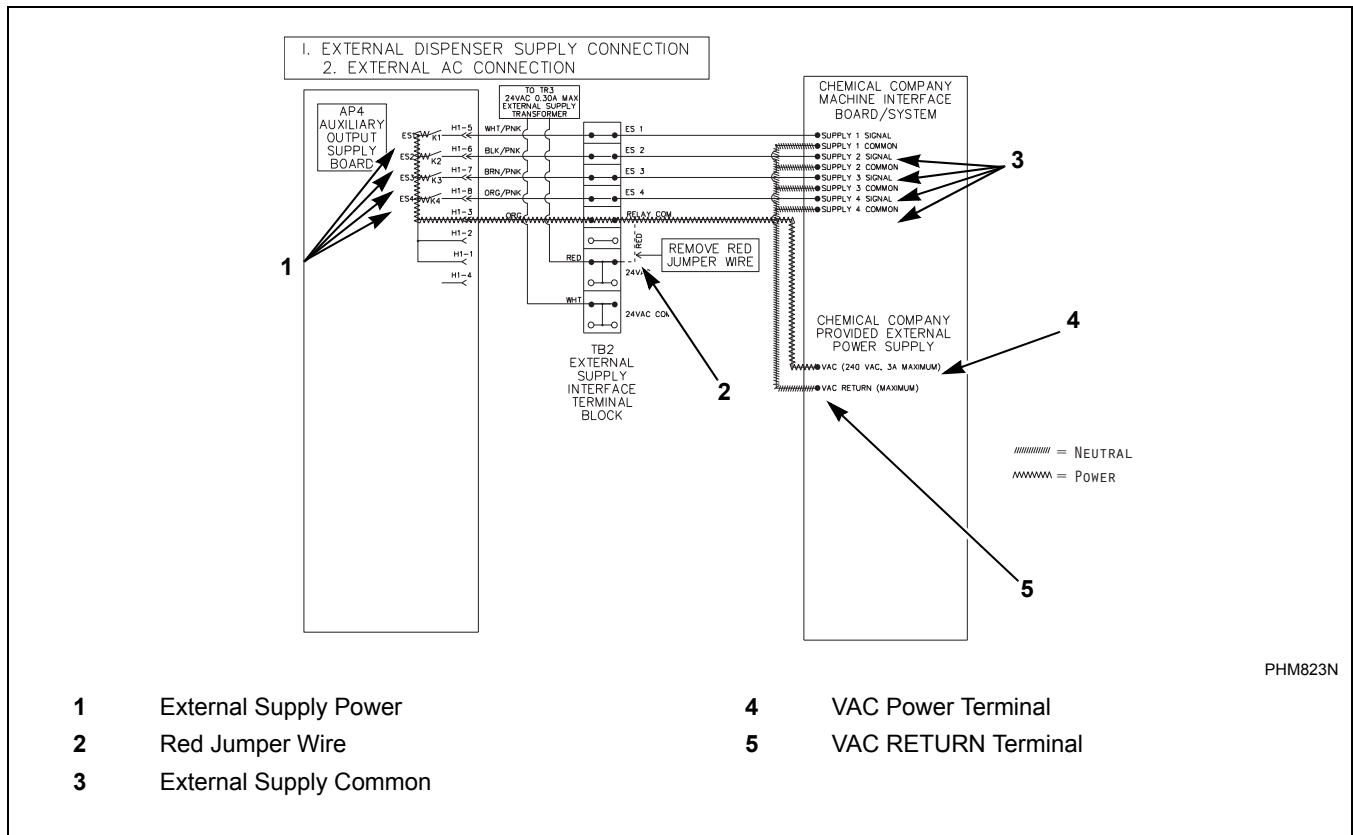 1. EXTERNAL DISPENSER SUPPLY CONNECTION
2. EXTERNAL AC CONNECTION
AP4
AUXILIARY
OUTPUT
SUPPLY
BOARD
TO TR3
24VAC 0.30A MAX
EXTERNAL SUPPLY
TRANSFORMER
CHEMICAL COMPANY
MACHINE INTERFACE
BOARD/SYSTEM
ES1 K1 H1-5 WHT/PNK ES 1
ES2 K2 H1-6 BLK/PNK ES 2
ES3 K3 H1-7 BRN/PNK ES 3
ES4 K4 H1-8 ORG/PNK ES 4
H1-3 ORG RELAY COM
H1-2
H1-1
H1-4
RED
WHT
RED
24VAC
24VAC COM
REMOVE RED
JUMPER WIRE
SUPPLY 1 SIGNAL
SUPPLY 1 COMMON
SUPPLY 2 SIGNAL
SUPPLY 2 COMMON
SUPPLY 3 SIGNAL
SUPPLY 3 COMMON
SUPPLY 4 SIGNAL
SUPPLY 4 COMMON
1
2
3
4
5
TB2
EXTERNAL
SUPPLY
INTERFACE
TERMINAL
BLOCK
CHEMICAL COMPANY
PROVIDED EXTERNAL
POWER SUPPLY
VAC (240 VAC, 3A MAXIMUM)
VAC RETURN (MAXIMUM)
= NEUTRAL
= POWER
PHM823N
1 External Supply Power
2 Red Jumper Wire
3 External Supply Common
4 VAC Power Terminal
5 VAC RETURN Terminal